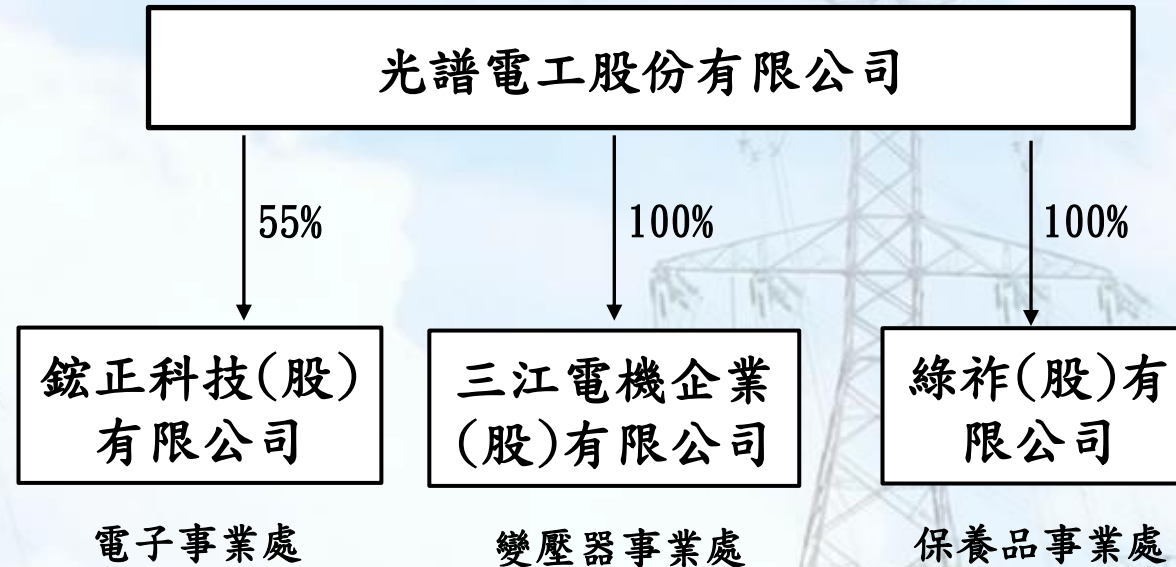 光譜電工股份有限公司
55%
100%
100%
鋐正科技(股)
有限公司
三江電機企業
(股)有限公司
綠祚(股)有
限公司
電子事業處
變壓器事業處
保養品事業處